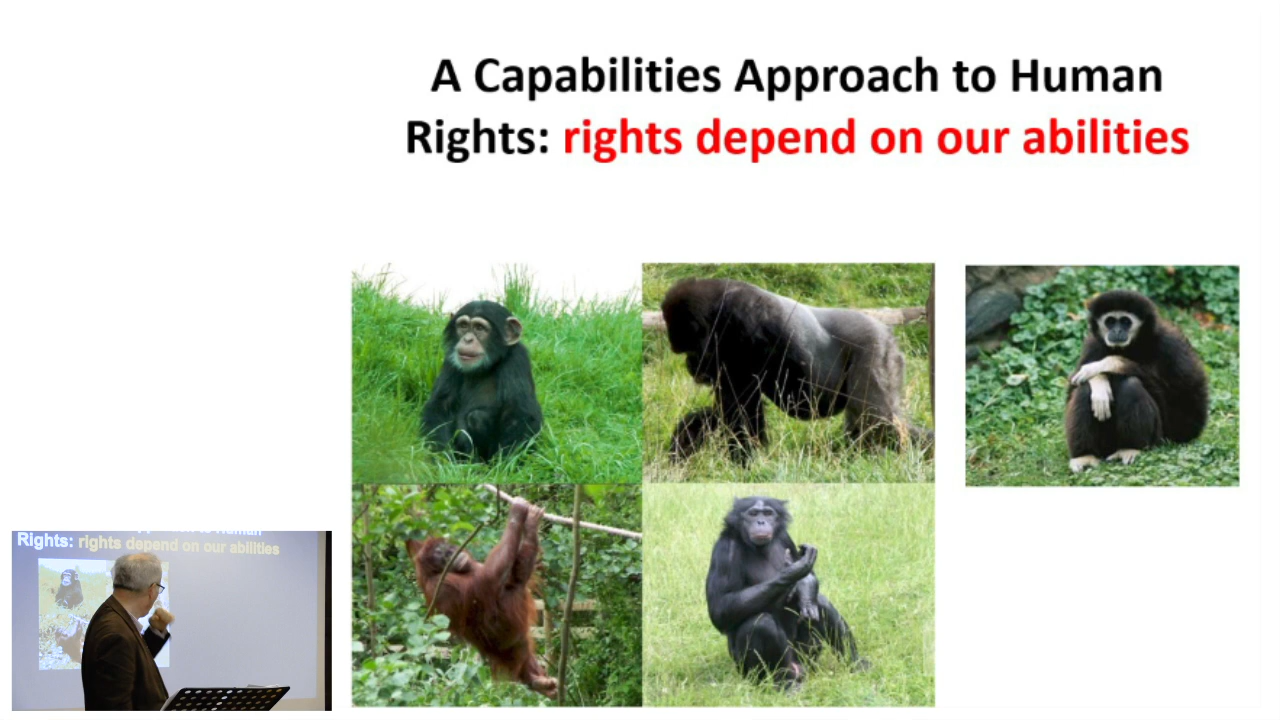 A Capabilities Approach to Human
Rights: rights depend on our abilities
Rights: rights depend on our abilities